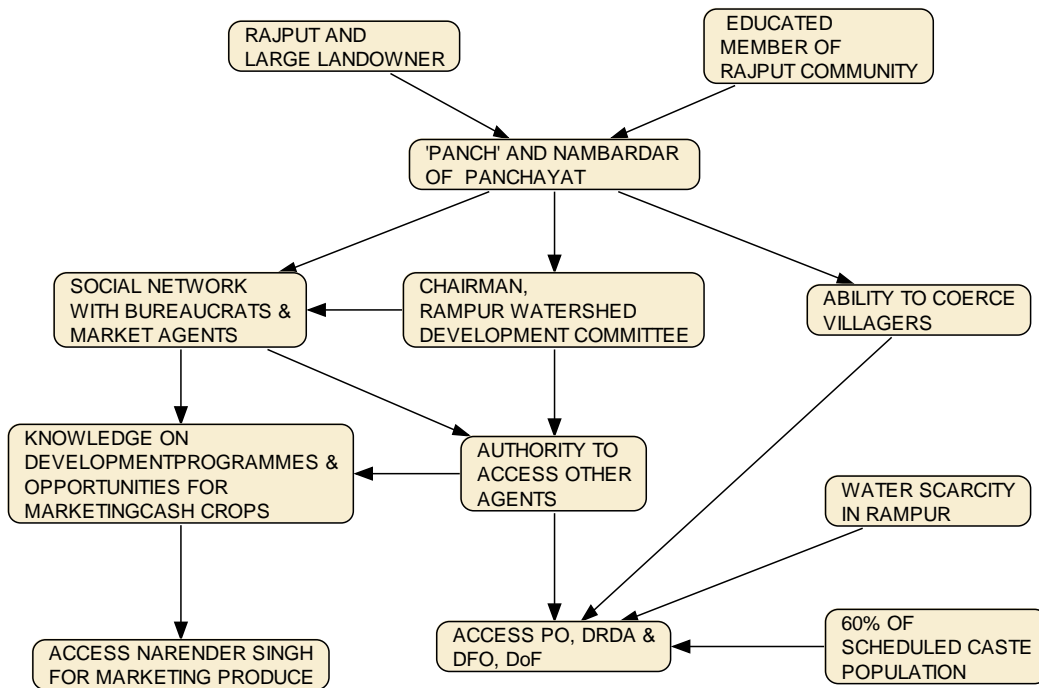 RAJPUT AND
LARGE LANDOWNER
EDUCATED
MEMBER OF
RAJPUT COMMUNITY
'PANCH' AND NAMBARDAR
OF PANCHAYAT
SOCIAL NETWORK
WITH BUREAUCRATS &
MARKET AGENTS
CHAIRMAN,
RAMPUR WATERSHED
DEVELOPMENT COMMITTEE
ABILITY TO COERCE
VILLAGERS
KNOWLEDGE ON
DEVELOPMENTPROGRAMMES &
OPPORTUNITIES FOR
MARKETINGCASH CROPS
AUTHORITY TO
ACCESS OTHER
AGENTS
WATER SCARCITY
IN RAMPUR
ACCESS NARENDER SINGH
FOR MARKETING PRODUCE
ACCESS PO, DRDA &
DFO, DoF
60% OF
SCHEDULED CASTE
POPULATION